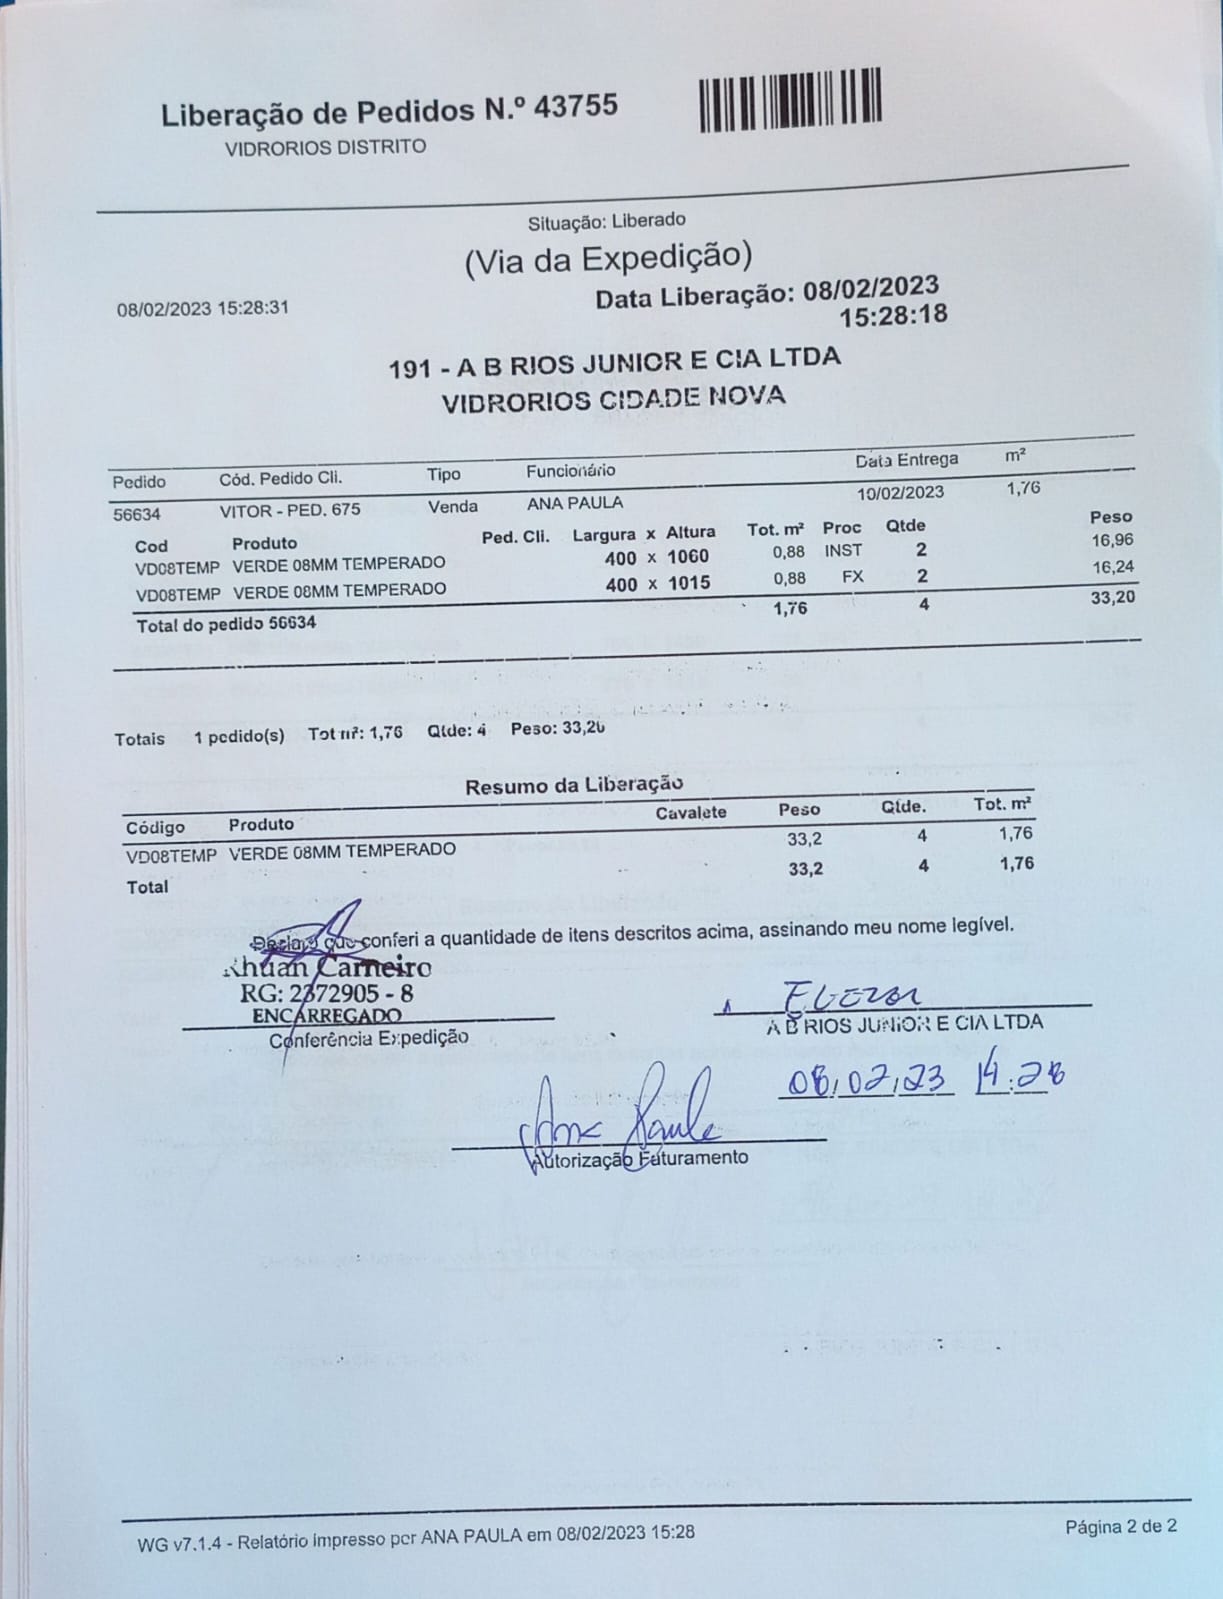 Liberação de Pedidos N.º 43755
VIDRORIOS DISTRITO
Situação: Liberado
(Via da Expedição)
08/02/2023 15:28:31
Data Liberação: 08/02/2023
15:28:18
191 - A B RIOS JUNIOR E CIA LTDA
VIDRORIOS CIDADE NOVA
Pedido Cód. Pedido Cli. Tipo Funcionário Data Entrega m²
56634 VITOR - PED. 675 Venda ANA PAULA 10/02/2023 1,76
Cod Produto Ped. Cli. Largura x Altura Tot. m² Proc Qtde Peso
VD08TEMP VERDE 08MM TEMPERADO 400 x 1060 0,88 INST 2 16,96
VD08TEMP VERDE 08MM TEMPERADO 400 x 1015 0,88 FX 2 16,24
Total do pedido 56634 1,76 4 33,20
Totais 1 pedido(s) Tot m²: 1,76 Qtde: 4 Peso: 33,20
Resumo da Liberação
Código Produto Cavalete Peso Qtde. Tot. m²
VD08TEMP VERDE 08MM TEMPERADO 33,2 4 1,76
Total 33,2 4 1,76
Declaro que conferi a quantidade de itens descritos acima, assinando meu nome legível.
Rhuan Carneiro
RG: 2372905 - 8
ENCARREGADO
Conferência Expedição
A B RIOS JUNIOR E CIA LTDA
08/02/23 14:28
Ana Paula
Autorização Faturamento
WG v7.1.4 - Relatório impresso por ANA PAULA em 08/02/2023 15:28
Página 2 de 2